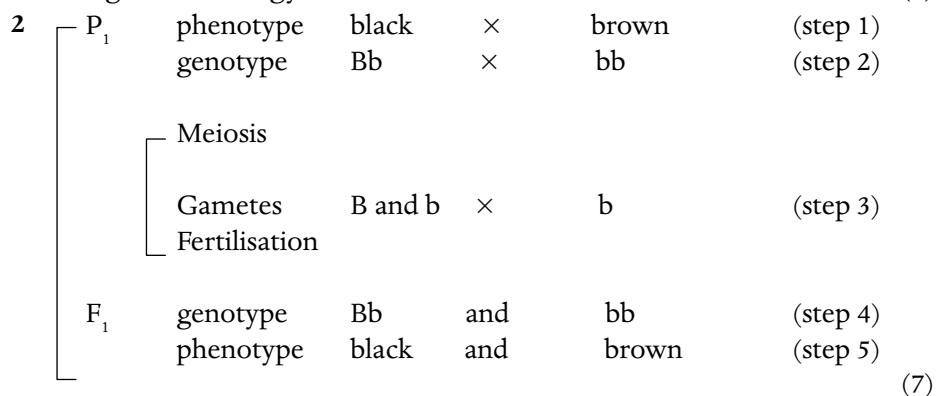 2 P₁ phenotype black × brown (step 1)
genotype Bb × bb (step 2)
Meiosis
Gametes B and b × b (step 3)
Fertilisation
F₁ genotype Bb and bb (step 4)
phenotype black and brown (step 5)
(7)